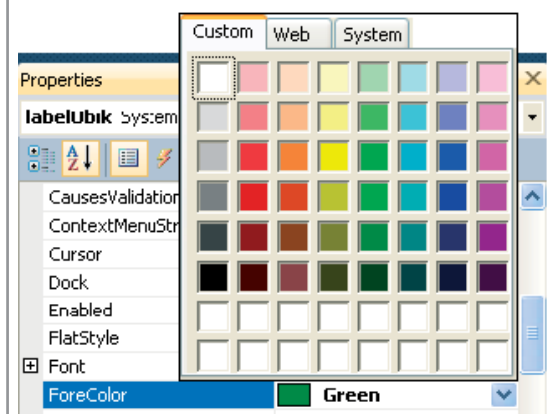 Custom Web System
Properties
labelUbik System
CausesValidation
ContextMenuStr
Cursor
Dock
Enabled
FlatStyle
Font
ForeColor Green